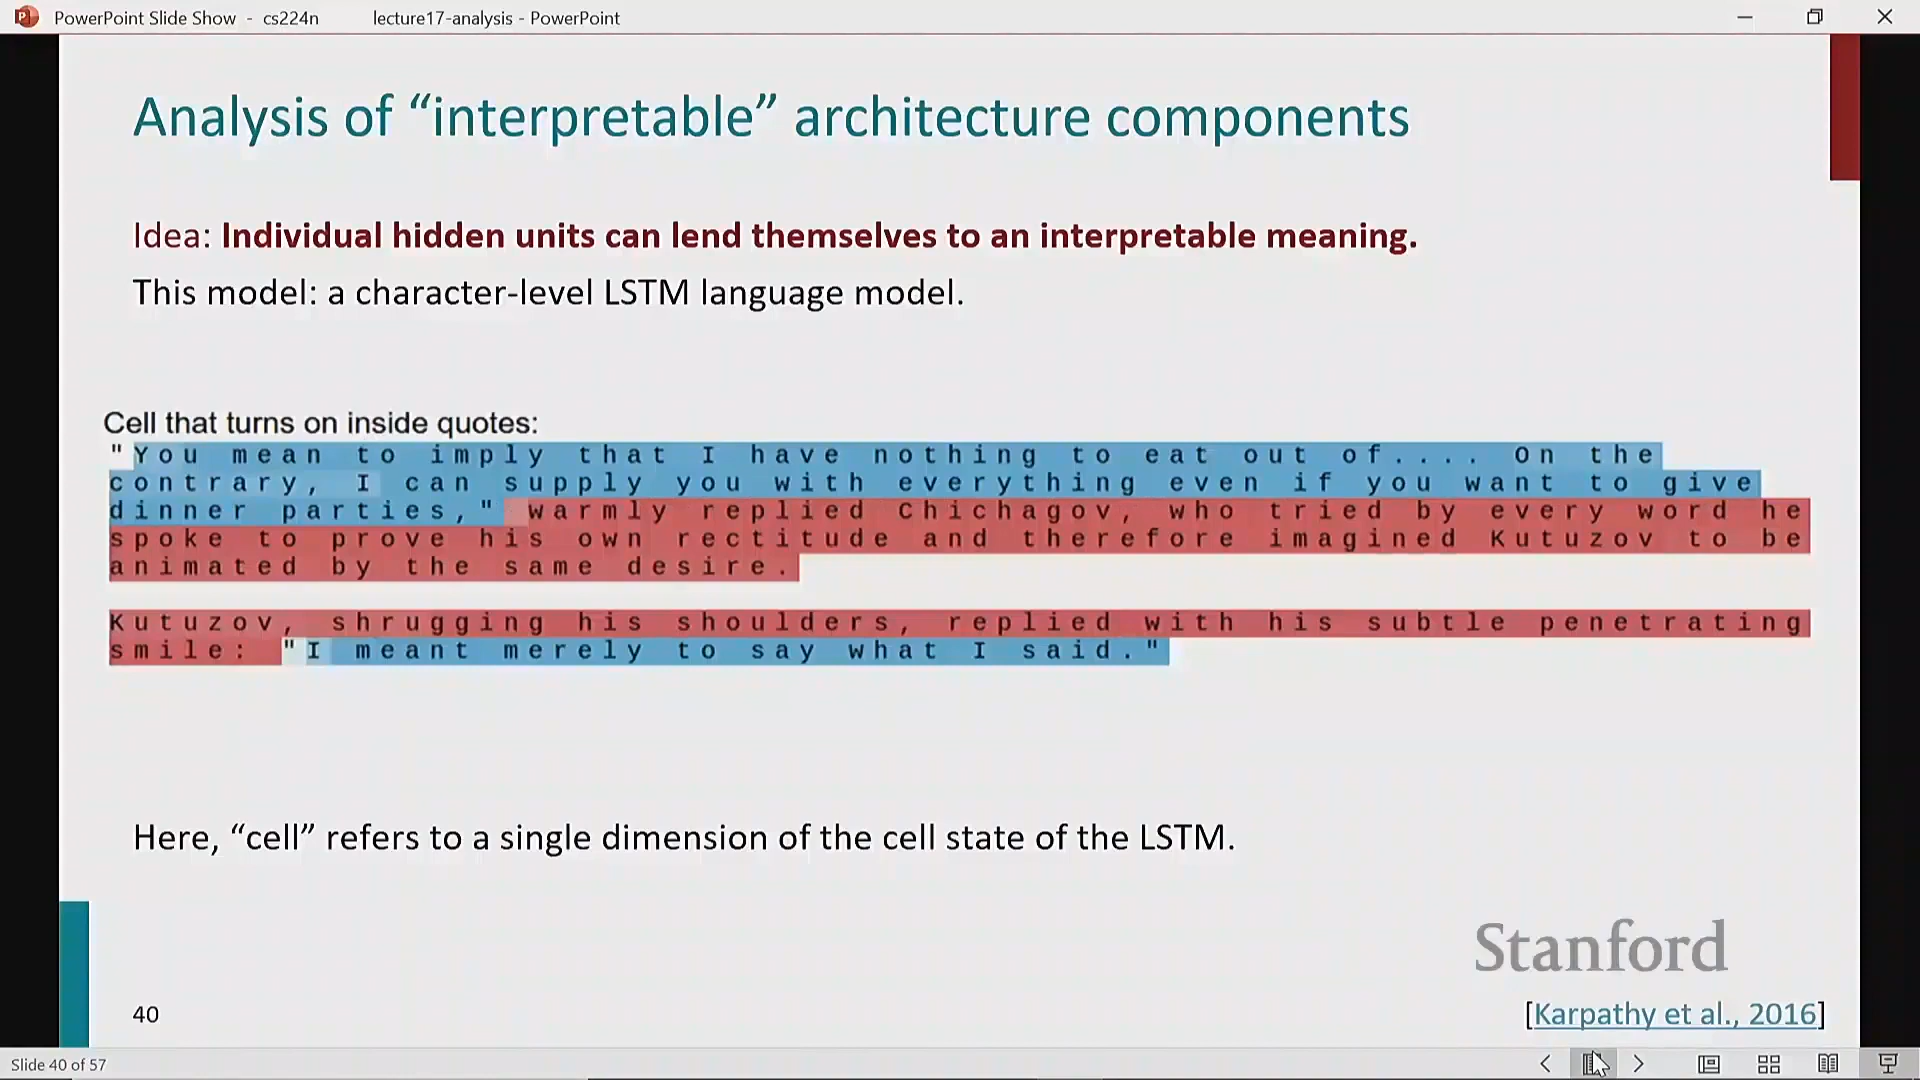 PowerPoint Slide Show - cs224n lecture17-analysis - PowerPoint
Analysis of “interpretable” architecture components
Idea: Individual hidden units can lend themselves to an interpretable meaning.
This model: a character-level LSTM language model.
Cell that turns on inside quotes:
"You mean to imply that I have nothing to eat out of.... On the
contrary, I can supply you with everything even if you want to give
dinner parties," warmly replied Chichagov, who tried by every word he
spoke to prove his own rectitude and therefore imagined Kutuzov to be
animated by the same desire.
Kutuzov, shrugging his shoulders, replied with his subtle penetrating
smile: "I meant merely to say what I said."
Here, “cell” refers to a single dimension of the cell state of the LSTM.
Stanford
40
[Karpathy et al., 2016]
Slide 40 of 57